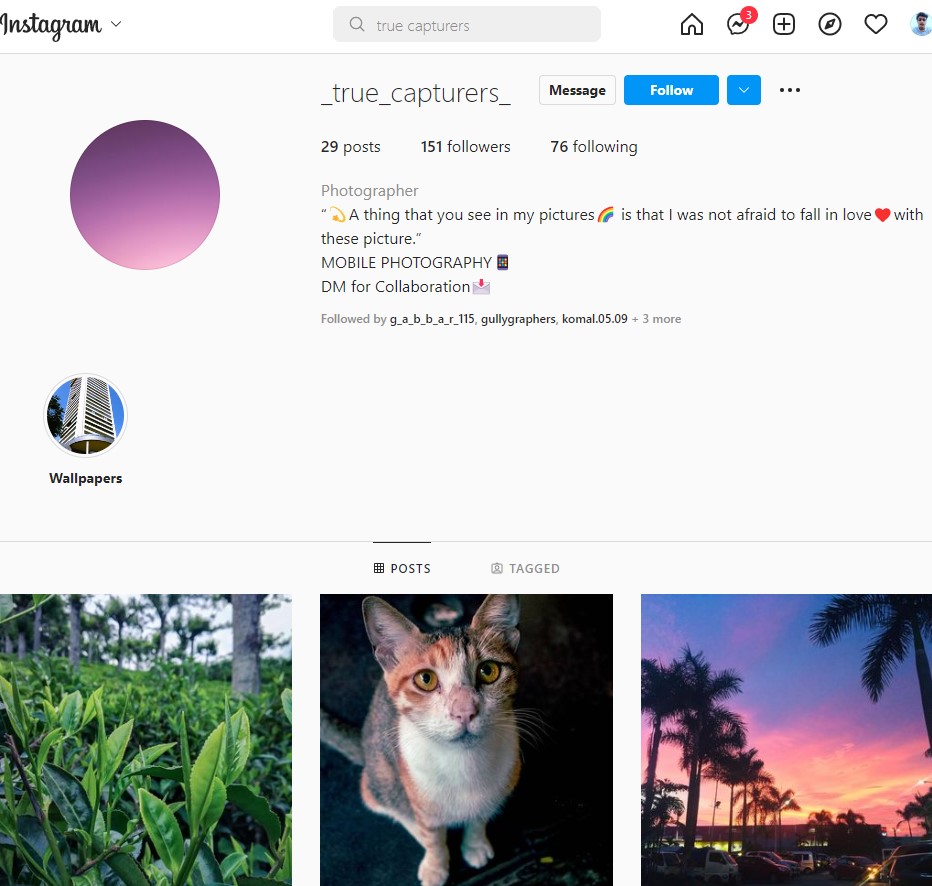 Instagram
true capturers
3
_true_capturers_ Message Follow
29 posts 151 followers 76 following
Photographer
“💫A thing that you see in my pictures🌈 is that I was not afraid to fall in love❤️with
these picture.”
MOBILE PHOTOGRAPHY📱
DM for Collaboration📩
Followed by g_a_b_b_a_r_115, gullygraphers, komal.05.09 + 3 more
Wallpapers
POSTS TAGGED